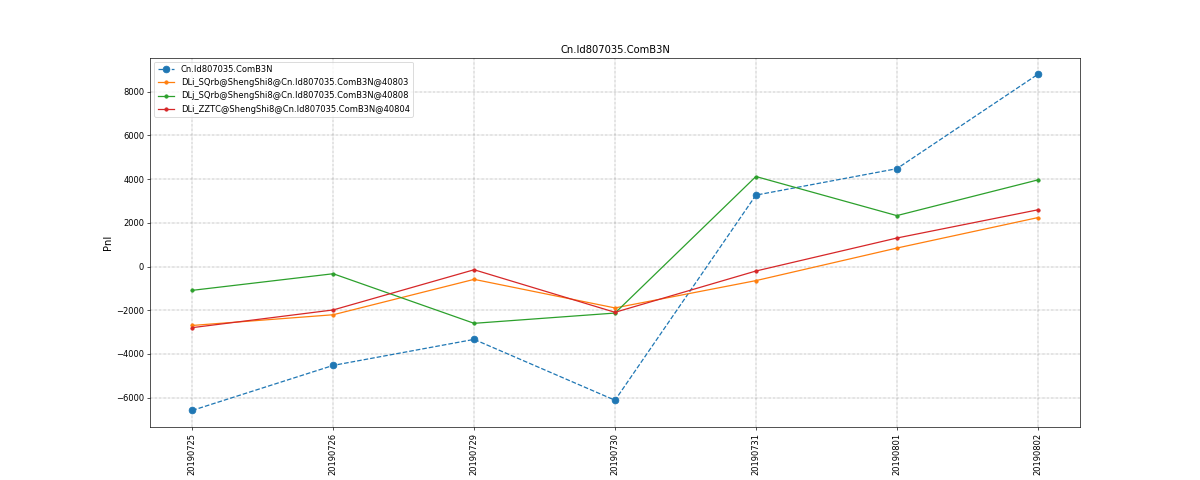 Cn.Id807035.ComB3N
Cn.Id807035.ComB3N
DLi_SQrb@ShengShi8@Cn.Id807035.ComB3N@40803
DLj_SQrb@ShengShi8@Cn.Id807035.ComB3N@40808
DLi_ZZTC@ShengShi8@Cn.Id807035.ComB3N@40804
8000
6000
4000
2000
0
−2000
−4000
−6000
PnI
20190725
20190726
20190729
20190730
20190731
20190801
20190802